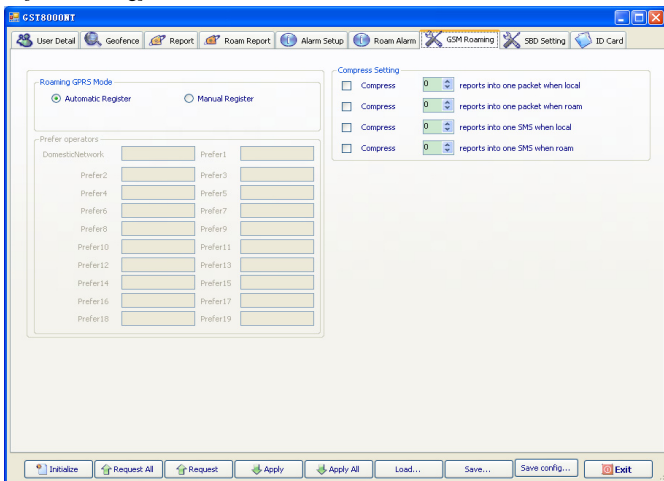 GST8000NT
User Detail Geofence Report Roam Report Alarm Setup Roam Alarm GSM Roaming SBD Setting ID Card
Roaming GPRS Mode
Automatic Register Manual Register
Prefer operators
DomesticNetwork Prefer1
Prefer2 Prefer3
Prefer4 Prefer5
Prefer6 Prefer7
Prefer8 Prefer9
Prefer10 Prefer11
Prefer12 Prefer13
Prefer14 Prefer15
Prefer16 Prefer17
Prefer18 Prefer19
Compress Setting
Compress 0 reports into one packet when local
Compress 0 reports into one packet when roam
Compress 0 reports into one SMS when local
Compress 0 reports into one SMS when roam
Initialize Request All Request Apply Apply All Load... Save... Save config... Exit